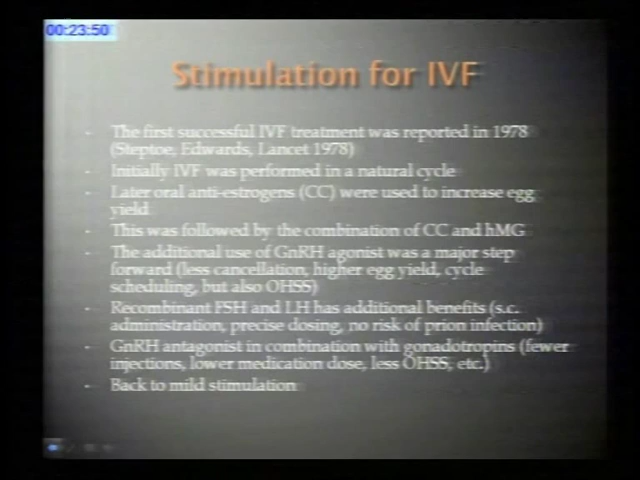 00:23:50
Stimulation for IVF
- The first successful IVF treatment was reported in 1978
(Steptoe, Edwards, Lancet 1978)
- Initially IVF was performed in a natural cycle
- Later oral anti-estrogens (CC) were used to increase egg
yield
- This was followed by the combination of CC and hMG
- The additional use of GnRH agonist was a major step
forward (less cancellation, higher egg yield, cycle
scheduling, but also OHSS)
- Recombinant FSH and LH has additional benefits (s.c.
administration, precise dosing, no risk of prion infection)
- GnRH antagonist in combination with gonadotropins (fewer
injections, lower medication dose, less OHSS, etc.)
- Back to mild stimulation